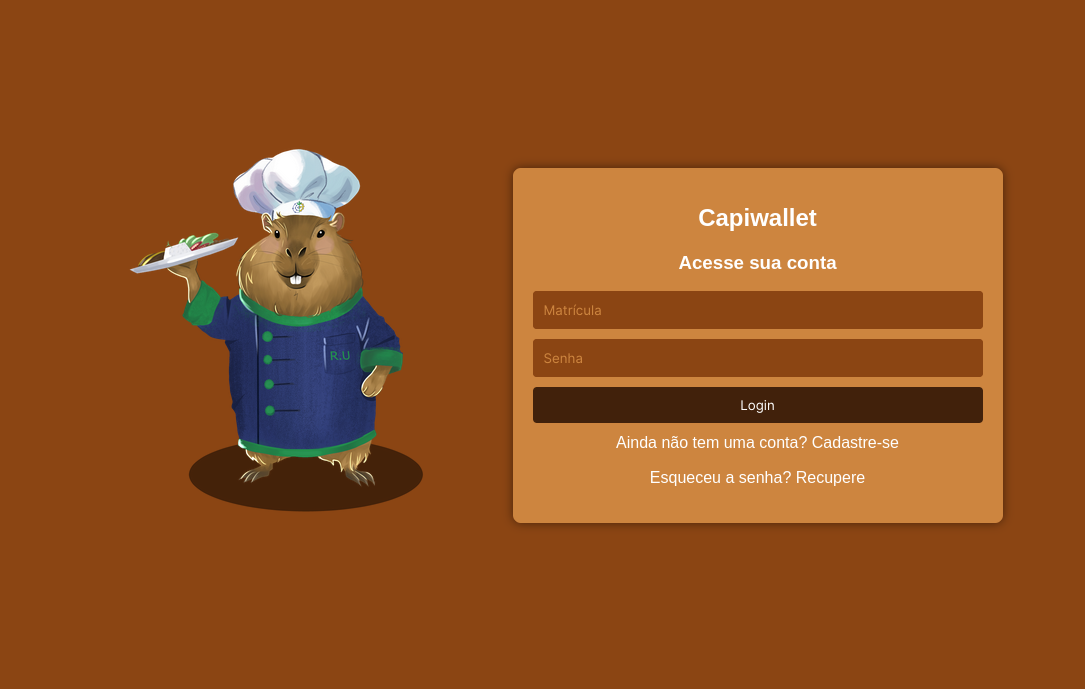 R.U
Capiwallet
Acesse sua conta
Matrícula
Senha
Login
Ainda não tem uma conta? Cadastre-se
Esqueceu a senha? Recupere